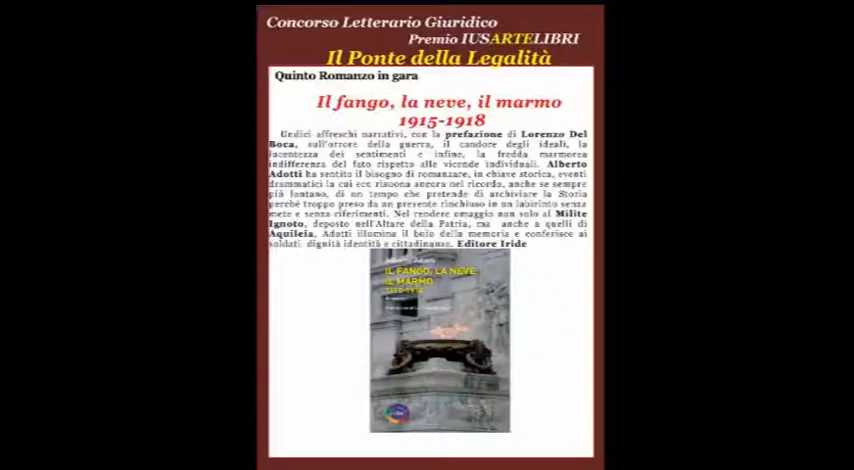 Concorso Letterario Giuridico
Premio IUSARTELIBRI
Il Ponte della Legalità
Quinto Romanzo in gara
Il fango, la neve, il marmo
1915-1918
Undici affreschi narrativi, con la prefazione di Lorenzo Del
Boca, sull'orrore della guerra, il candore degli ideali, la
lucentezza dei sentimenti e infine, la fredda marmorea
indifferenza del fato rispetto alle vicende individuali. Alberto
Adotti ha sentito il bisogno di romanzare, in chiave storica, eventi
drammatici la cui eco risuona ancora nel ricordo, anche se sempre
più lontano, di un tempo che pretende di archiviare la Storia
perché troppo preso da un presente rinchiuso in un labirinto senza
mete e senza riferimenti. Nel rendere omaggio non solo al Milite
Ignoto, deposto nell'Altare della Patria, ma anche a quelli di
Aquileia, Adotti illumina il buio della memoria e conferisce ai
soldati dignità identità e cittadinanza. Editore Iride
IL FANGO, LA NEVE
IL MARMO
1915-1918